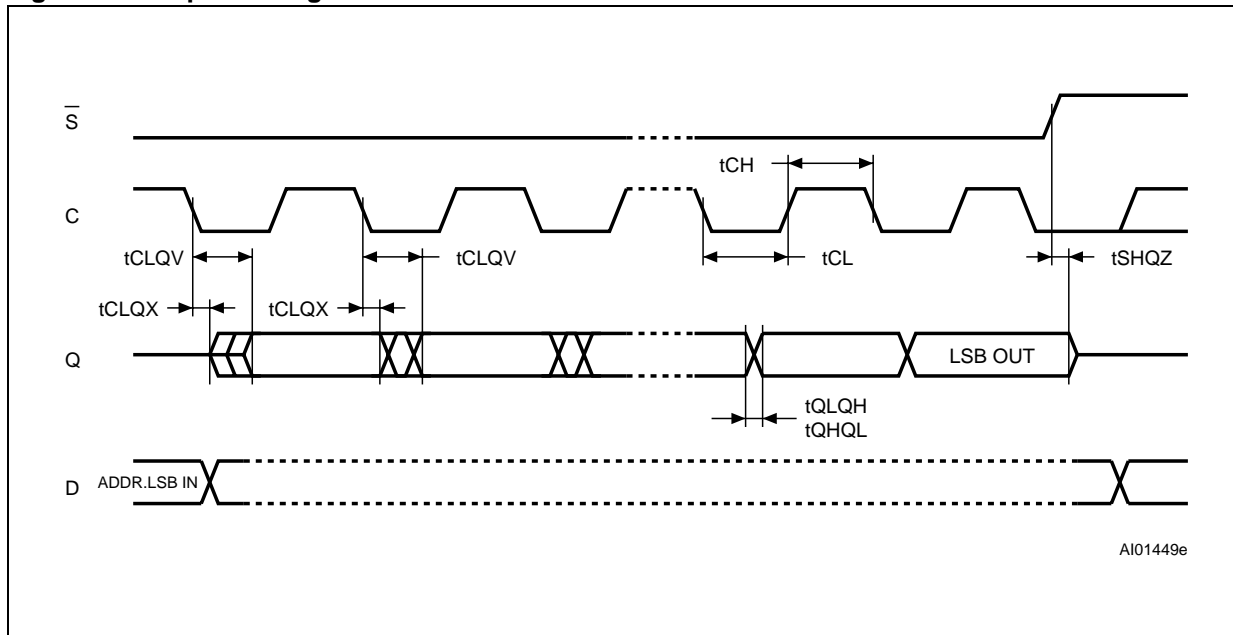 S
tCH
C
tCLQV
tCLQV
tCL
tSHQZ
tCLQX
tCLQX
Q
LSB OUT
tQLQH
tQHQL
D
ADDR.LSB IN
AI01449e